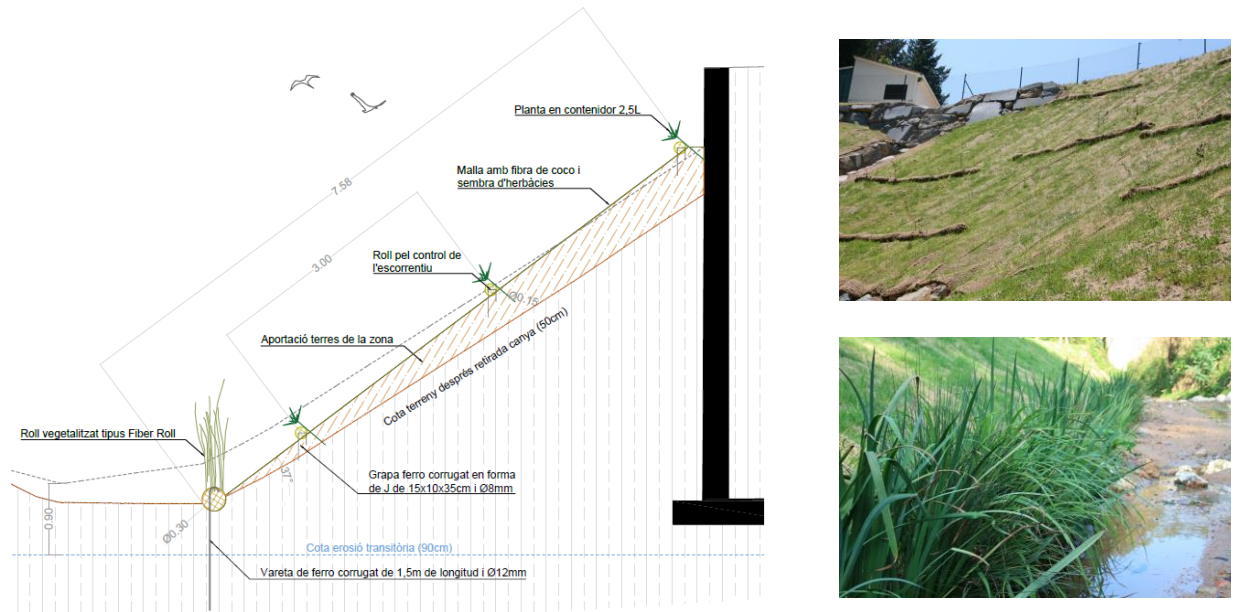 Planta en contenidor 2,5L
Malla amb fibra de coco i
sembra d'herbàcies
7.58
3.00
Roll pel control de
l'escorrentiu
Ø0.15
Aportació terres de la zona
Cota terreny després retirada canya (50cm)
Roll vegetalitzat tipus Fiber Roll
37°
Grapa ferro corrugat en forma
de J de 15x10x35cm i Ø8mm
0.90
Ø0.30
Cota erosió transitòria (90cm)
Vareta de ferro corrugat de 1,5m de longitud i Ø12mm